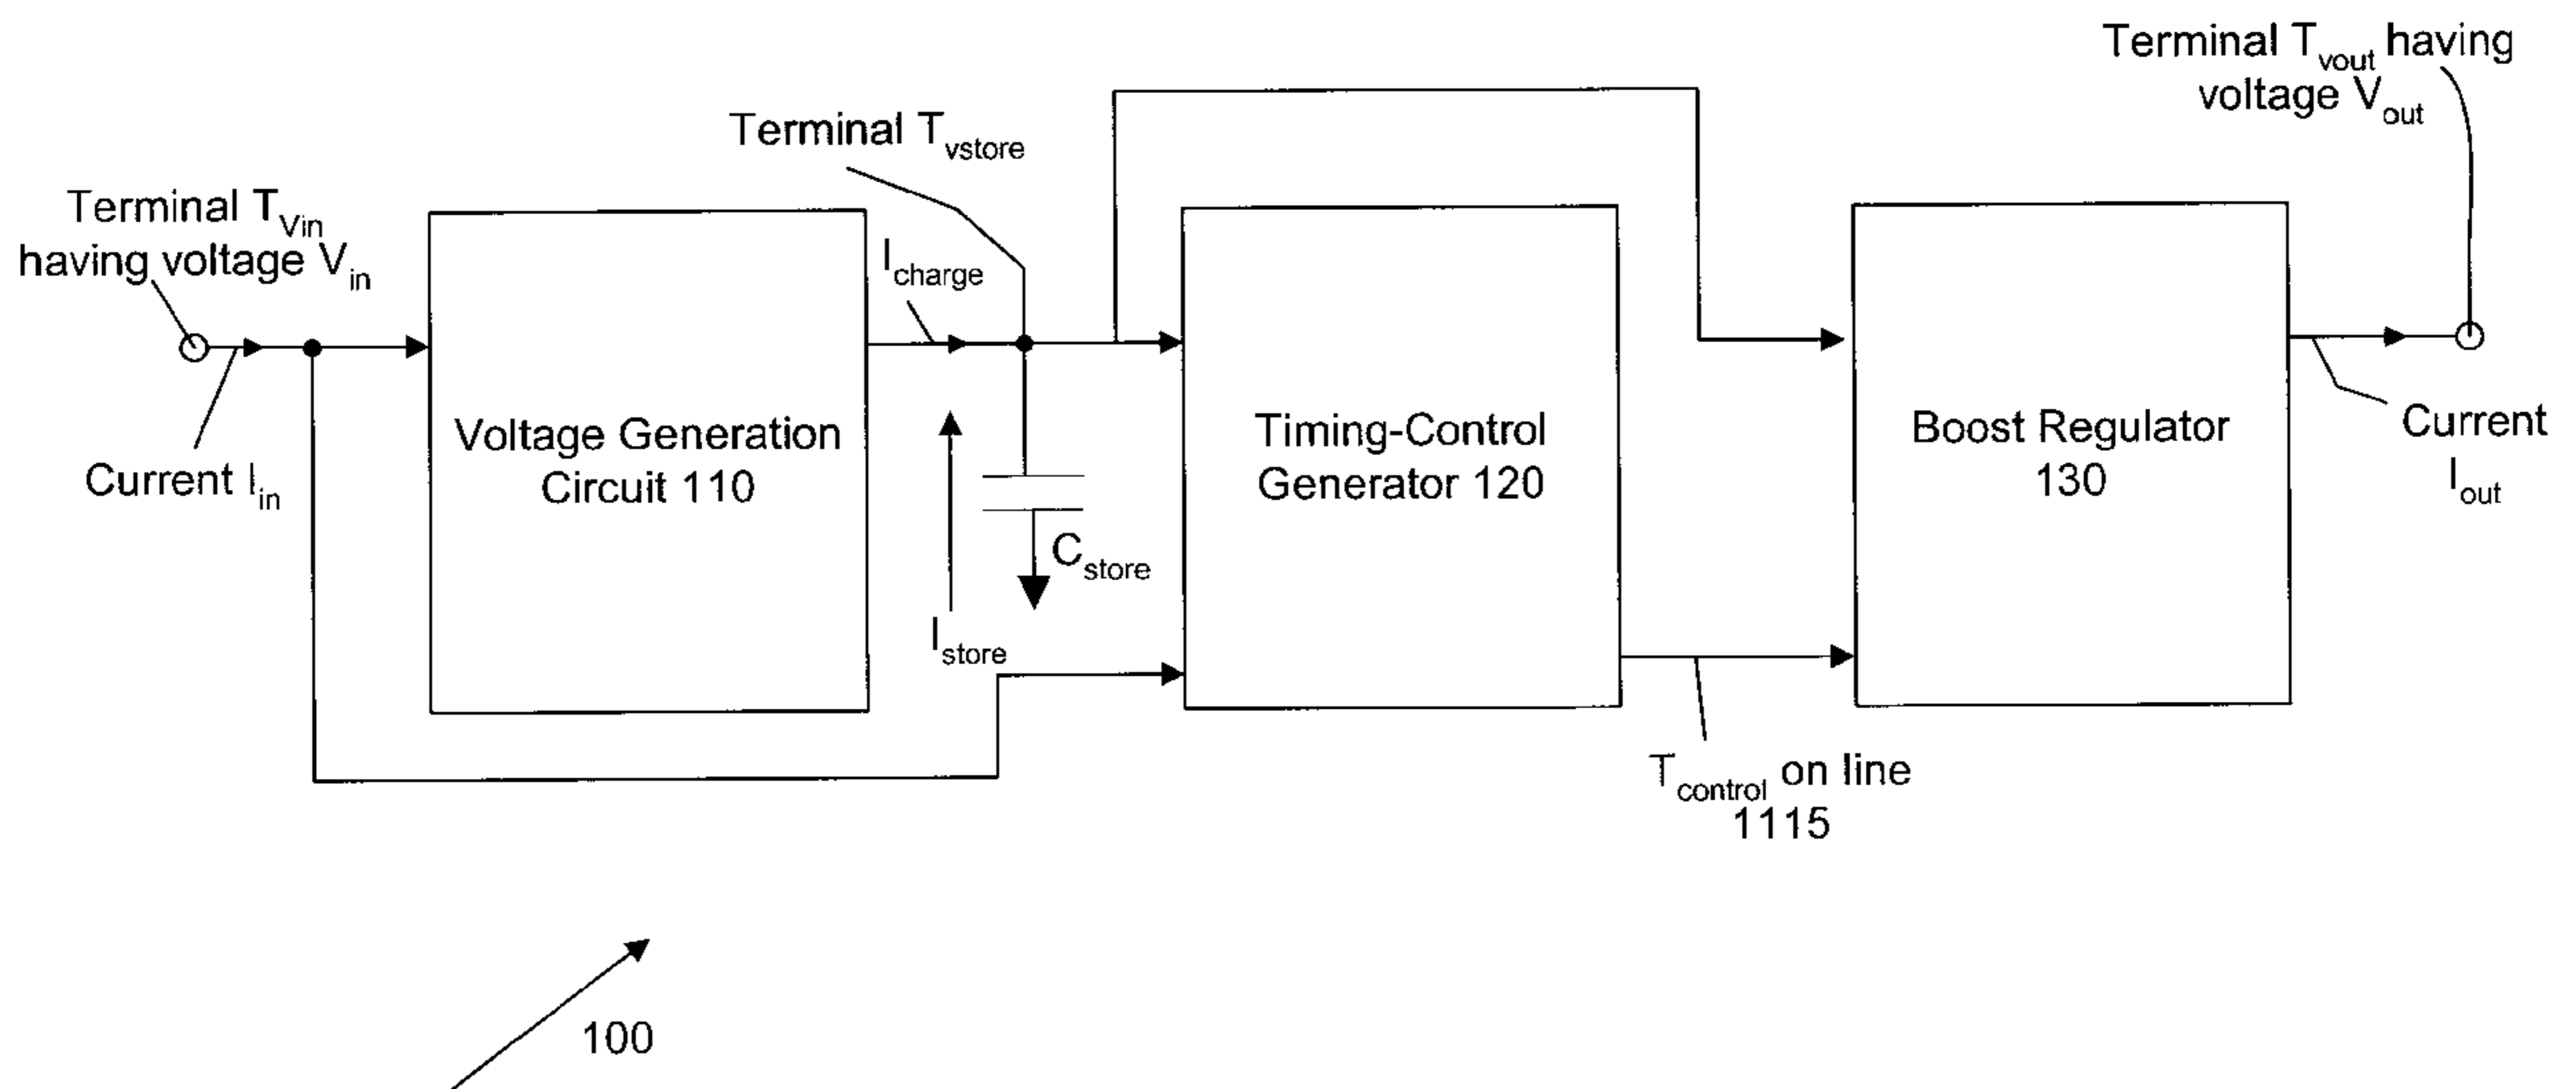 Terminal T_Vin
having voltage V_in
Current I_in
Voltage Generation
Circuit 110
Terminal T_vstore
I_charge
I_store
C_store
Timing-Control
Generator 120
T_control on line
1115
Boost Regulator
130
Terminal T_vout having
voltage V_out
Current
I_out
100